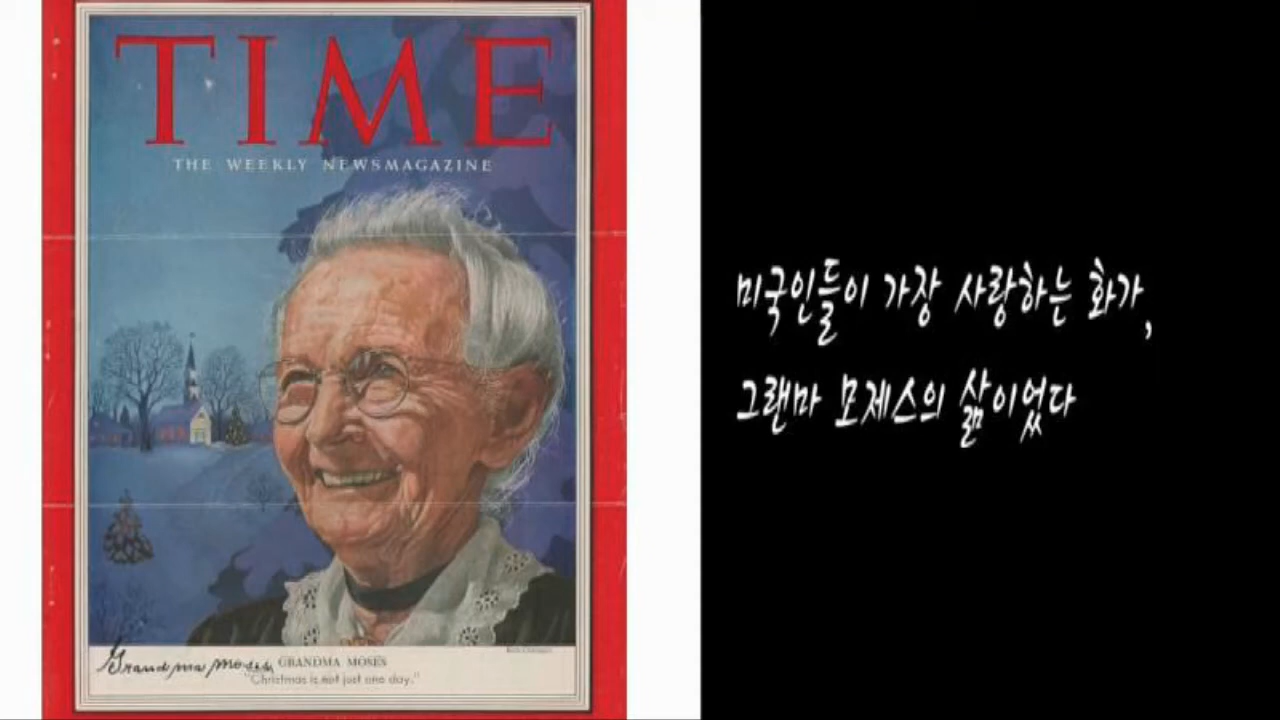 TIME
THE WEEKLY NEWSMAGAZINE
Grandma Moses
GRANDMA MOSES
"Christmas is not just one day."
미국인들이 가장 사랑하는 화가,
그랜마 모제스의 삶이었다